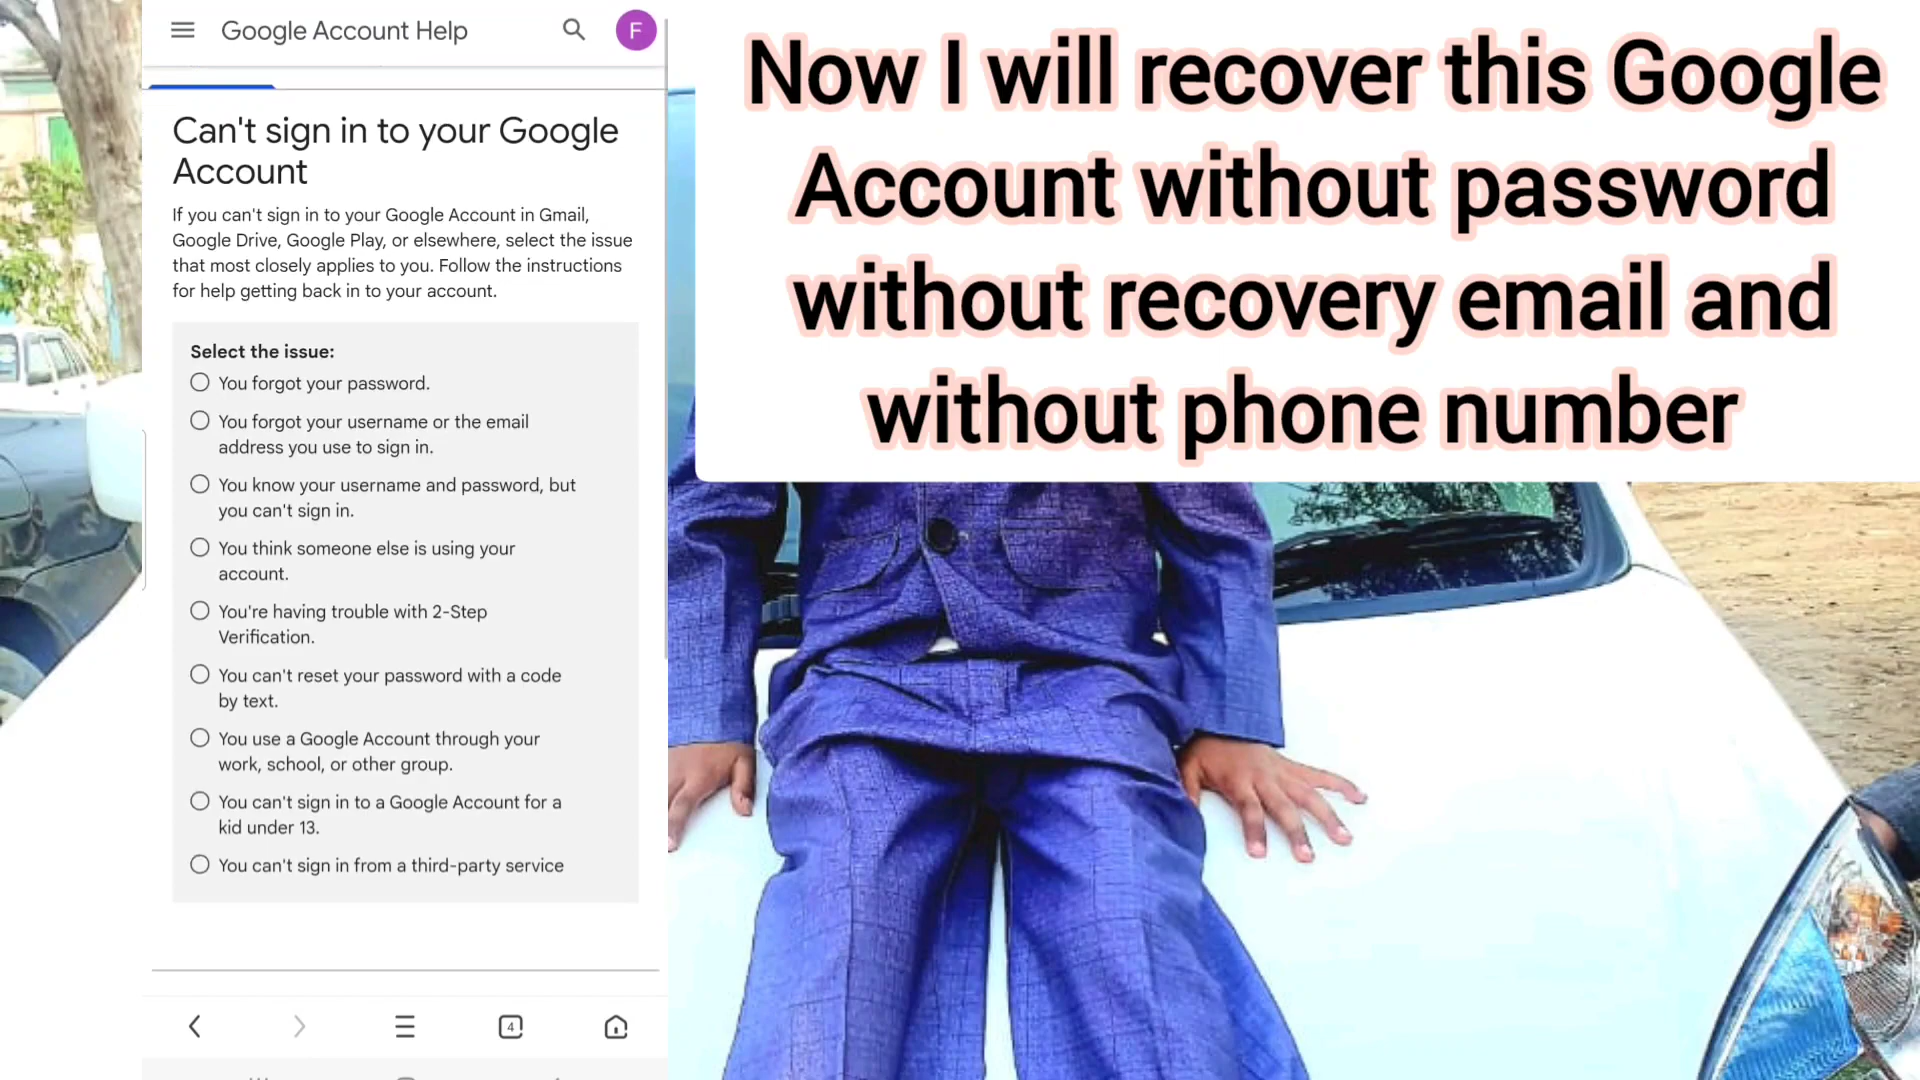 Google Account Help
F
Can't sign in to your Google
Account
If you can't sign in to your Google Account in Gmail,
Google Drive, Google Play, or elsewhere, select the issue
that most closely applies to you. Follow the instructions
for help getting back in to your account.
Select the issue:
You forgot your password.
You forgot your username or the email
address you use to sign in.
You know your username and password, but
you can't sign in.
You think someone else is using your
account.
You're having trouble with 2-Step
Verification.
You can't reset your password with a code
by text.
You use a Google Account through your
work, school, or other group.
You can't sign in to a Google Account for a
kid under 13.
You can't sign in from a third-party service
4
Now I will recover this Google
Account without password
without recovery email and
without phone number